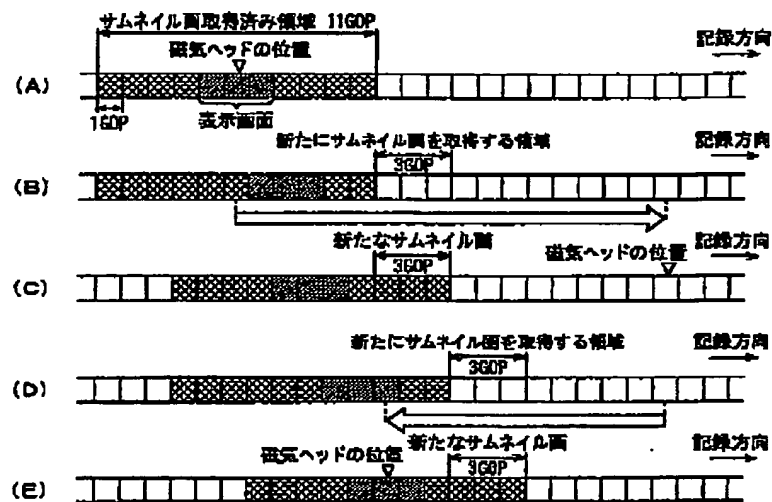 サムネイル画取得済み領域 11GOP
磁気ヘッドの位置
記録方向
(A)
1GOP
表示画面
新たにサムネイル画を取得する領域
記録方向
3GOP
(B)
新たなサムネイル画
磁気ヘッドの位置
記録方向
3GOP
(C)
新たにサムネイル画を取得する領域
記録方向
3GOP
(D)
磁気ヘッドの位置
新たなサムネイル画
記録方向
3GOP
(E)